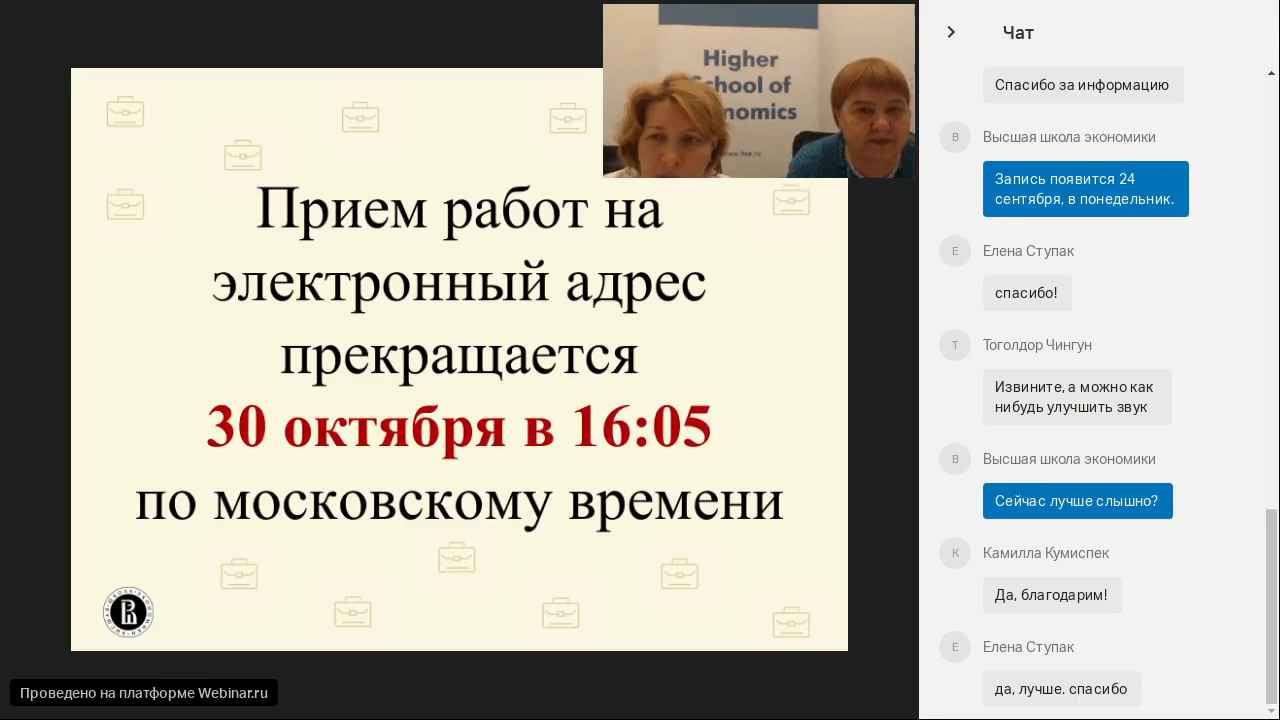 Прием работ на
электронный адрес
прекращается
30 октября в 16:05
по московскому времени
Higher
School of
Economics
Проведено на платформе Webinar.ru
Чат
Спасибо за информацию
В
Высшая школа экономики
Запись появится 24
сентября, в понедельник.
Е
Елена Ступак
спасибо!
Т
Тоголдор Чингун
Извините, а можно как
нибудь улучшить звук
В
Высшая школа экономики
Сейчас лучше слышно?
К
Камилла Кумиспек
Да, благодарим!
Е
Елена Ступак
да, лучше. спасибо